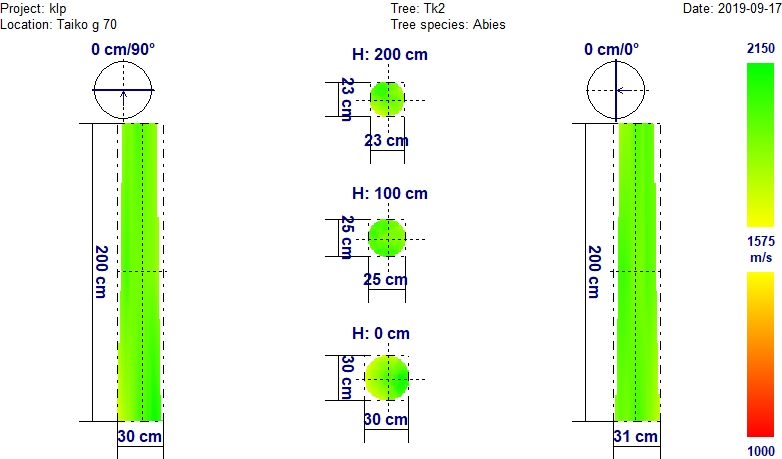 Project: klp
Tree: Tk2
Date: 2019-09-17
Location: Taiko g 70
Tree species: Abies
0 cm/90°
H: 200 cm
0 cm/0°
2150
23 cm
23 cm
H: 100 cm
25 cm
25 cm
200 cm
200 cm
1575
m/s
H: 0 cm
30 cm
30 cm
30 cm
31 cm
1000